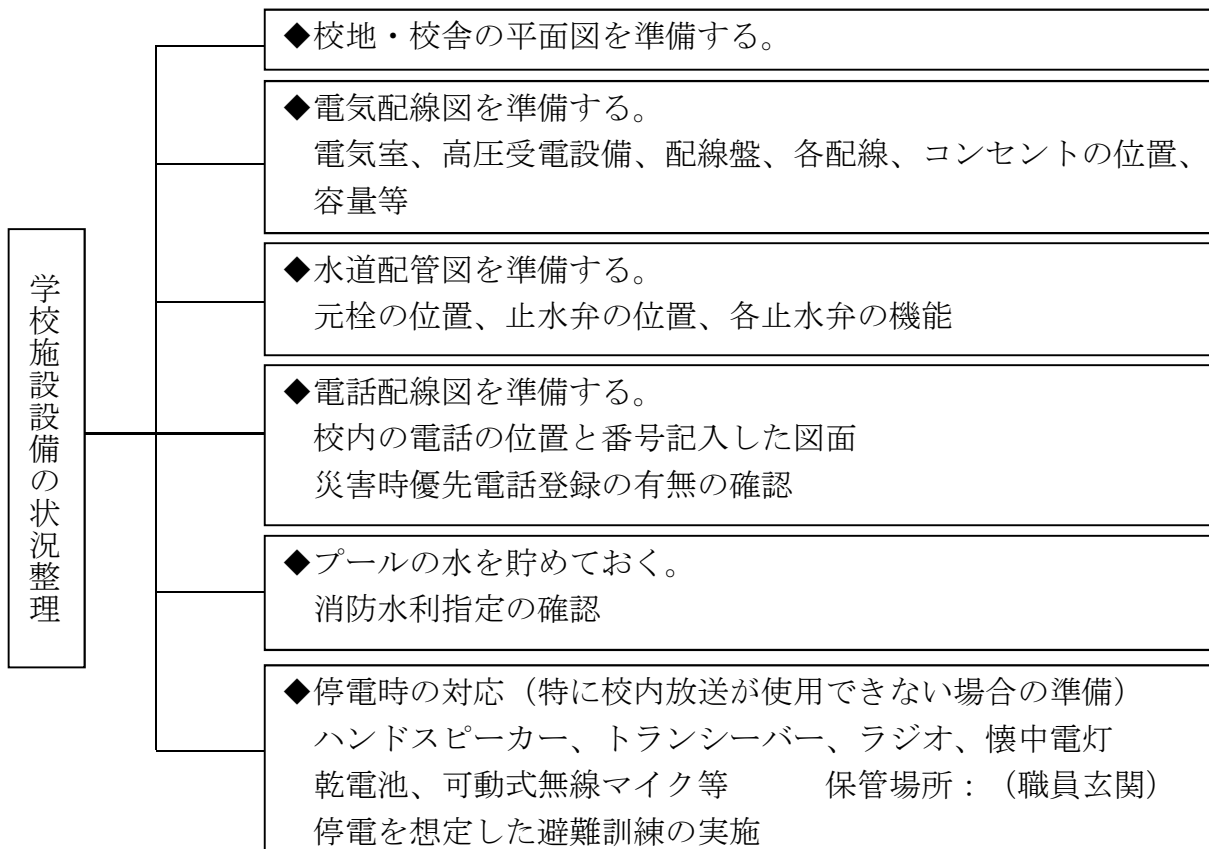 学校施設設備の状況整理
◆校地・校舎の平面図を準備する。
◆電気配線図を準備する。
電気室、高圧受電設備、配線盤、各配線、コンセントの位置、
容量等
◆水道配管図を準備する。
元栓の位置、止水弁の位置、各止水弁の機能
◆電話配線図を準備する。
校内の電話の位置と番号記入した図面
災害時優先電話登録の有無の確認
◆プールの水を貯めておく。
消防水利指定の確認
◆停電時の対応（特に校内放送が使用できない場合の準備）
ハンドスピーカー、トランシーバー、ラジオ、懐中電灯
乾電池、可動式無線マイク等　　　保管場所：（職員玄関）
停電を想定した避難訓練の実施